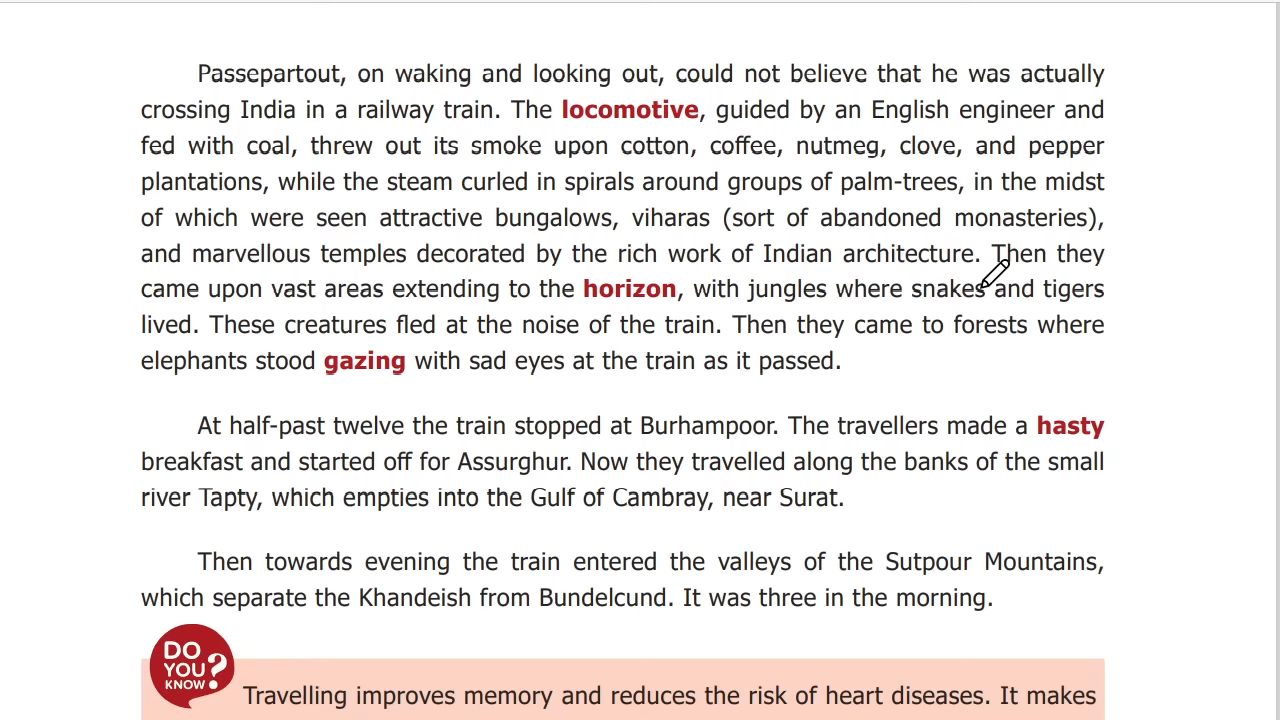 Passepartout, on waking and looking out, could not believe that he was actually
crossing India in a railway train. The locomotive, guided by an English engineer and
fed with coal, threw out its smoke upon cotton, coffee, nutmeg, clove, and pepper
plantations, while the steam curled in spirals around groups of palm-trees, in the midst
of which were seen attractive bungalows, viharas (sort of abandoned monasteries),
and marvellous temples decorated by the rich work of Indian architecture. Then they
came upon vast areas extending to the horizon, with jungles where snakes and tigers
lived. These creatures fled at the noise of the train. Then they came to forests where
elephants stood gazing with sad eyes at the train as it passed.
At half-past twelve the train stopped at Burhampoor. The travellers made a hasty
breakfast and started off for Assurghur. Now they travelled along the banks of the small
river Tapty, which empties into the Gulf of Cambray, near Surat.
Then towards evening the train entered the valleys of the Sutpour Mountains,
which separate the Khandeish from Bundelcund. It was three in the morning.
DO
YOU
KNOW?
Travelling improves memory and reduces the risk of heart diseases. It makes